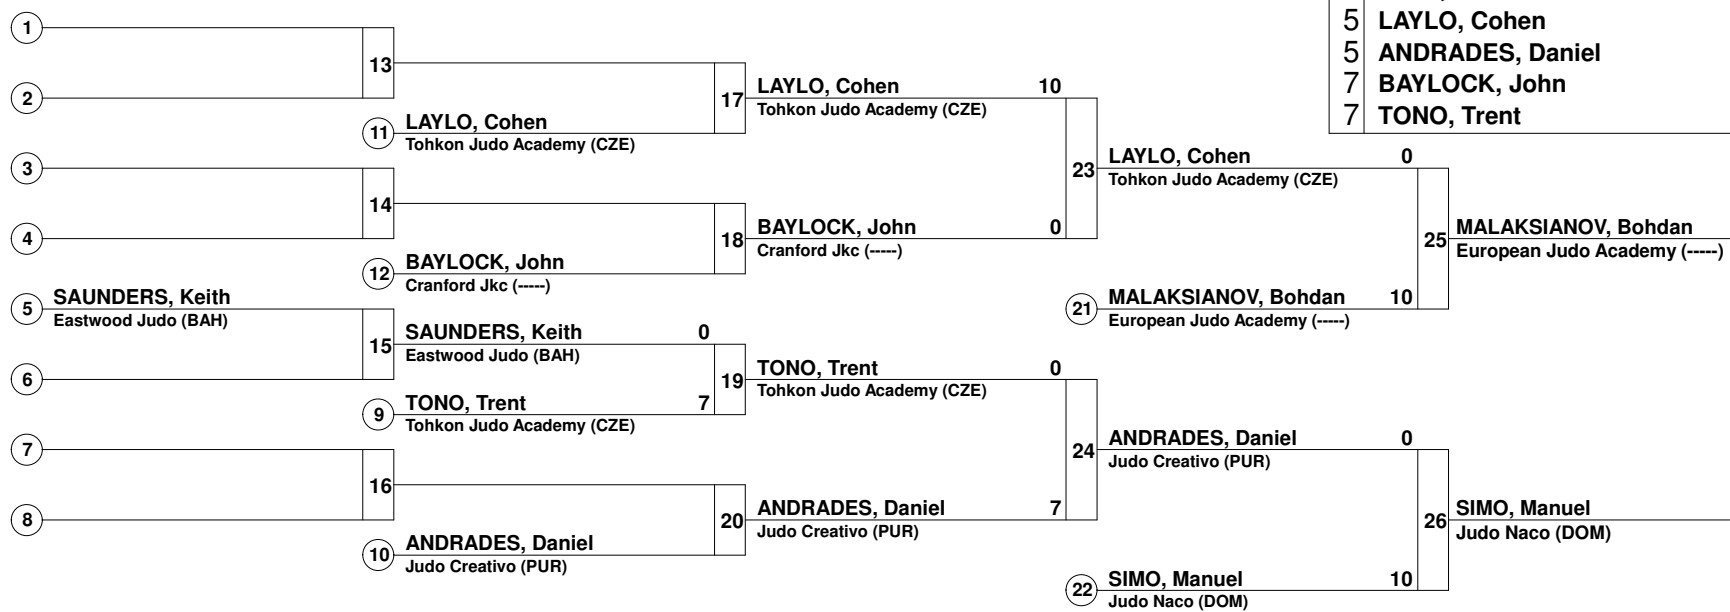 1
5 LAYLO, Cohen
13
5 ANDRADES, Daniel
2
17
LAYLO, Cohen 10
Tohkon Judo Academy (CZE)
7 BAYLOCK, John
7 TONO, Trent
11 LAYLO, Cohen
Tohkon Judo Academy (CZE)
3
23
LAYLO, Cohen 0
Tohkon Judo Academy (CZE)
14
4
18
BAYLOCK, John 0
Cranford Jkc (-----)
25
MALAKSIANOV, Bohdan
European Judo Academy (-----)
12 BAYLOCK, John
Cranford Jkc (-----)
5 SAUNDERS, Keith
Eastwood Judo (BAH)
21 MALAKSIANOV, Bohdan 10
European Judo Academy (-----)
15
SAUNDERS, Keith 0
Eastwood Judo (BAH)
6
19
TONO, Trent 0
Tohkon Judo Academy (CZE)
9 TONO, Trent 7
Tohkon Judo Academy (CZE)
7
24
ANDRADES, Daniel 0
Judo Creativo (PUR)
16
8
20
ANDRADES, Daniel 7
Judo Creativo (PUR)
26
SIMO, Manuel
Judo Naco (DOM)
10 ANDRADES, Daniel
Judo Creativo (PUR)
22 SIMO, Manuel 10
Judo Naco (DOM)